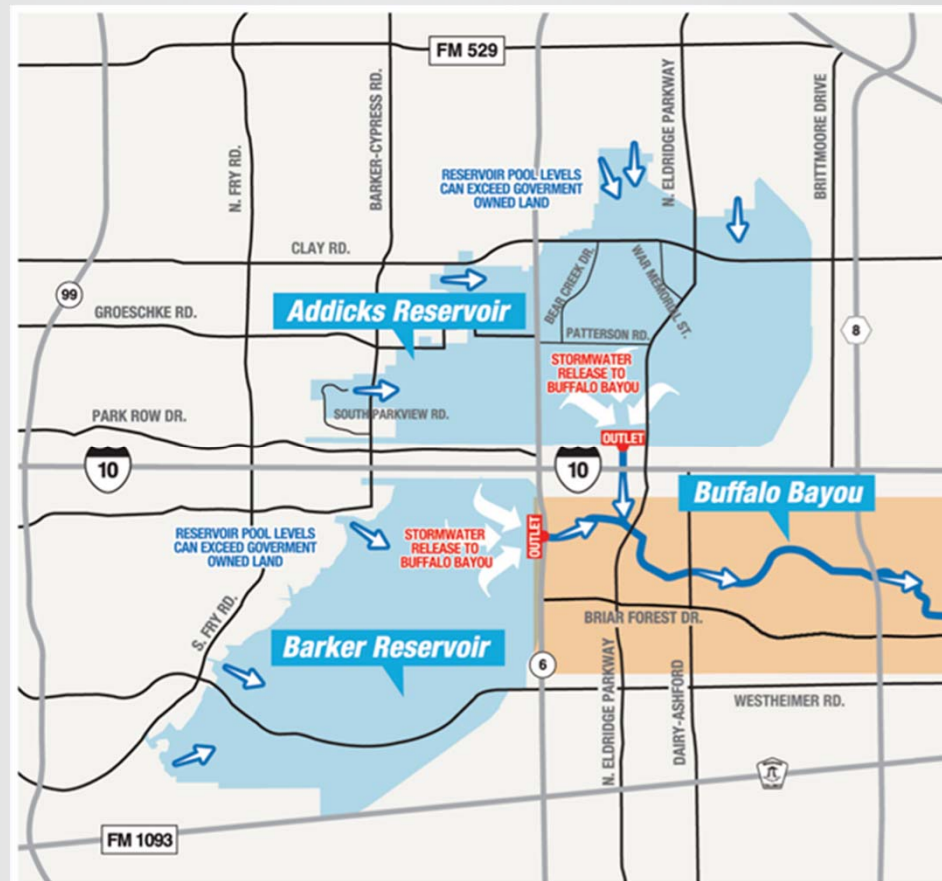 FM 529
N. FRY RD.
BARKER-CYPRESS RD.
N. ELDRIDGE PARKWAY
BRITTMOORE DRIVE
RESERVOIR POOL LEVELS
CAN EXCEED GOVERMENT
OWNED LAND
CLAY RD.
99
GROESCHKE RD.
Addicks Reservoir
BEAR CREEK DR.
WAR MEMORIAL ST.
PATTERSON RD.
8
STORMWATER
RELEASE TO
BUFFALO BAYOU
PARK ROW DR.
SOUTH PARKVIEW RD.
OUTLET
10
10
Buffalo Bayou
RESERVOIR POOL LEVELS
CAN EXCEED GOVERMENT
OWNED LAND
STORMWATER
RELEASE TO
BUFFALO BAYOU
OUTLET
S. FRY RD.
BRIAR FOREST DR.
Barker Reservoir
6
N. ELDRIDGE PARKWAY
DAIRY-ASHFORD
WESTHEIMER RD.
FM 1093